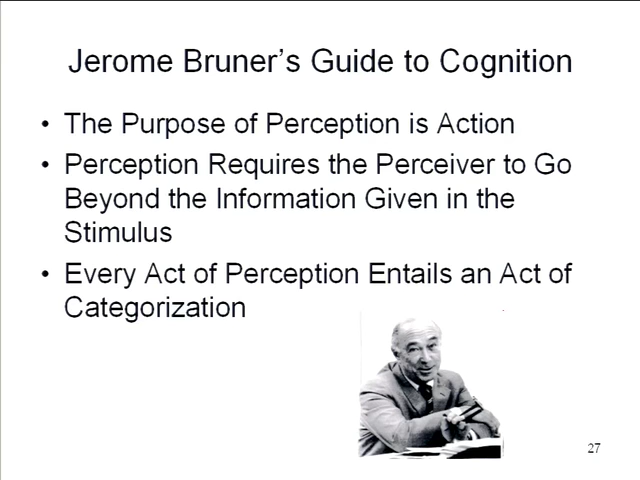 Jerome Bruner's Guide to Cognition
• The Purpose of Perception is Action
• Perception Requires the Perceiver to Go
Beyond the Information Given in the
Stimulus
• Every Act of Perception Entails an Act of
Categorization
27